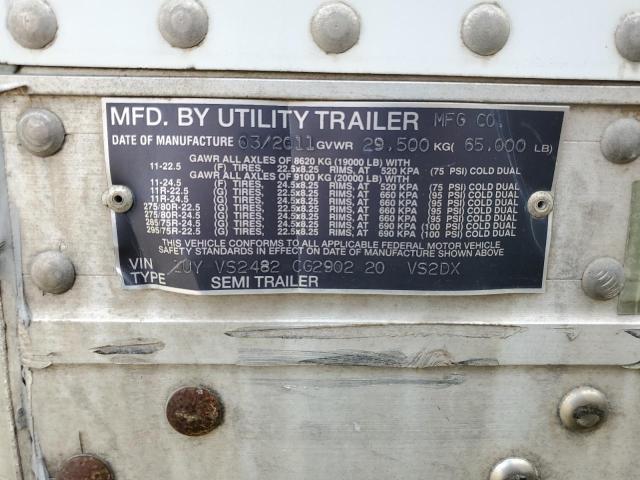 MFD. BY UTILITY TRAILER MFG CO.
DATE OF MANUFACTURE 03/2011 GVWR 29,500 KG( 65,000 LB)
GAWR ALL AXLES OF 8620 KG (19000 LB) WITH
11-22.5 (F) TIRES, 22.5x8.25 RIMS, AT 520 KPA (75 PSI) COLD DUAL
GAWR ALL AXLES OF 9100 KG (20000 LB) WITH
11-24.5 (F) TIRES, 24.5x8.25 RIMS, AT 520 KPA (75 PSI) COLD DUAL
11R-22.5 (G) TIRES, 22.5x8.25 RIMS, AT 660 KPA (95 PSI) COLD DUAL
11R-24.5 (G) TIRES, 24.5x8.25 RIMS, AT 660 KPA (95 PSI) COLD DUAL
275/80R-22.5 (G) TIRES, 22.5x8.25 RIMS, AT 660 KPA (95 PSI) COLD DUAL
275/80R-24.5 (G) TIRES, 24.5x8.25 RIMS, AT 660 KPA (95 PSI) COLD DUAL
285/75R-24.5 (G) TIRES, 24.5x8.25 RIMS, AT 690 KPA (100 PSI) COLD DUAL
295/75R-22.5 (G) TIRES, 22.5x8.25 RIMS, AT 690 KPA (100 PSI) COLD DUAL
THIS VEHICLE CONFORMS TO ALL APPLICABLE FEDERAL MOTOR VEHICLE
SAFETY STANDARDS IN EFFECT ON DATE OF MANUFACTURE SHOWN ABOVE
VIN 1UY VS2482 CG2902 20 VS2DX
TYPE SEMI TRAILER